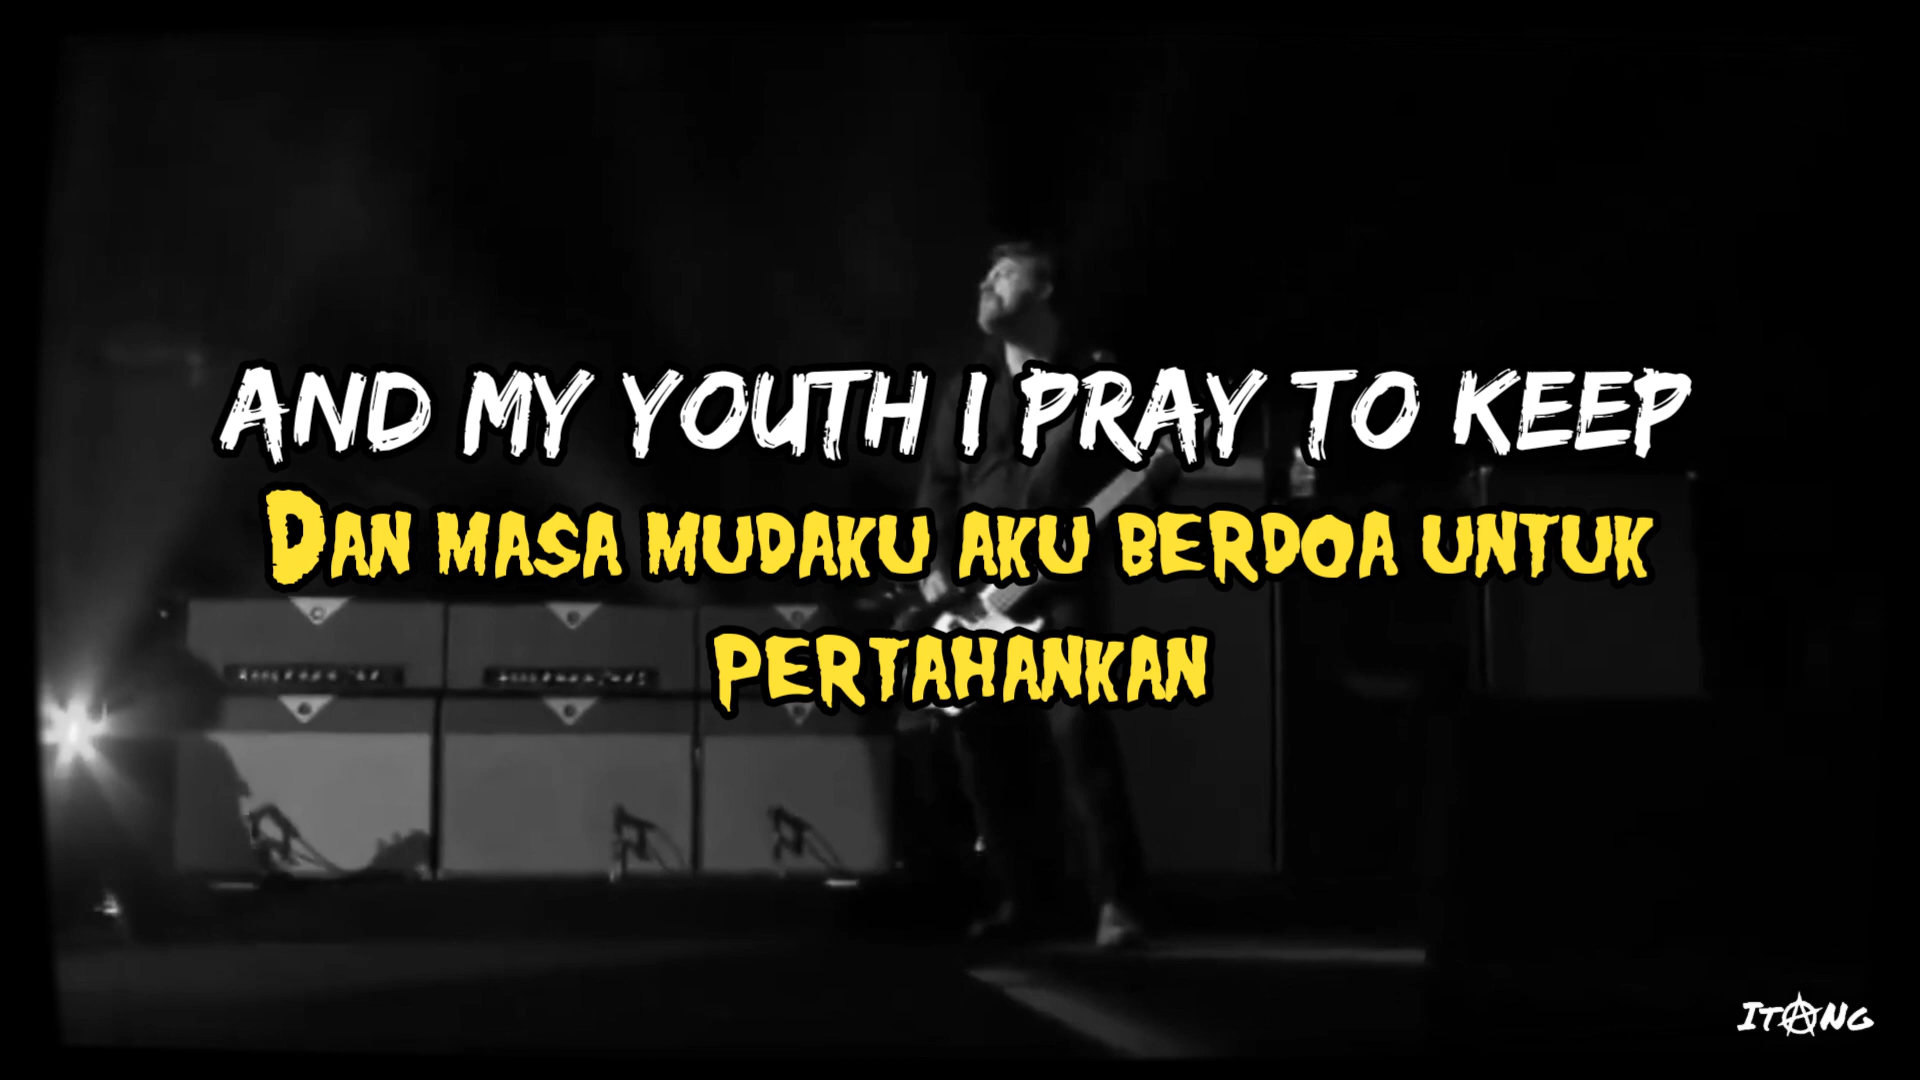 AND MY YOUTH I PRAY TO KEEP
DAN MASA MUDAKU AKU BERDOA UNTUK
PERTAHANKAN
ITANG